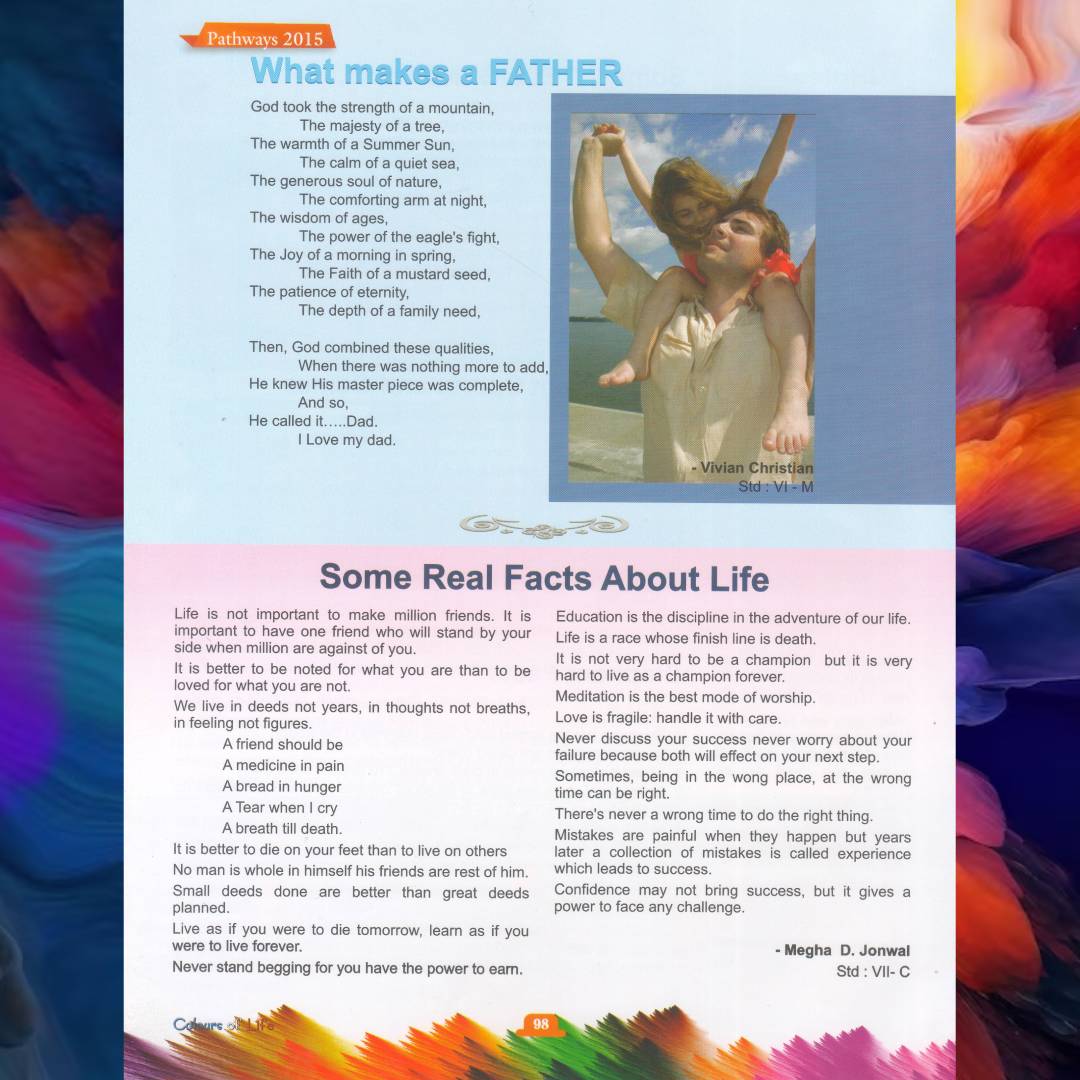 Pathways 2015
What makes a FATHER
God took the strength of a mountain,
The majesty of a tree,
The warmth of a Summer Sun,
The calm of a quiet sea,
The generous soul of nature,
The comforting arm at night,
The wisdom of ages,
The power of the eagle's fight,
The Joy of a morning in spring,
The Faith of a mustard seed,
The patience of eternity,
The depth of a family need,
Then, God combined these qualities,
When there was nothing more to add,
He knew His master piece was complete,
And so,
He called it.....Dad.
I Love my dad.
- Vivian Christian
Std : VI - M
Some Real Facts About Life
Life is not important to make million friends. It is
important to have one friend who will stand by your
side when million are against of you.
It is better to be noted for what you are than to be
loved for what you are not.
We live in deeds not years, in thoughts not breaths,
in feeling not figures.
A friend should be
A medicine in pain
A bread in hunger
A Tear when I cry
A breath till death.
It is better to die on your feet than to live on others
No man is whole in himself his friends are rest of him.
Small deeds done are better than great deeds
planned.
Live as if you were to die tomorrow, learn as if you
were to live forever.
Never stand begging for you have the power to earn.
Education is the discipline in the adventure of our life.
Life is a race whose finish line is death.
It is not very hard to be a champion but it is very
hard to live as a champion forever.
Meditation is the best mode of worship.
Love is fragile: handle it with care.
Never discuss your success never worry about your
failure because both will effect on your next step.
Sometimes, being in the wong place, at the wrong
time can be right.
There's never a wrong time to do the right thing.
Mistakes are painful when they happen but years
later a collection of mistakes is called experience
which leads to success.
Confidence may not bring success, but it gives a
power to face any challenge.
- Megha D. Jonwal
Std : VII- C
Colours of Life
98